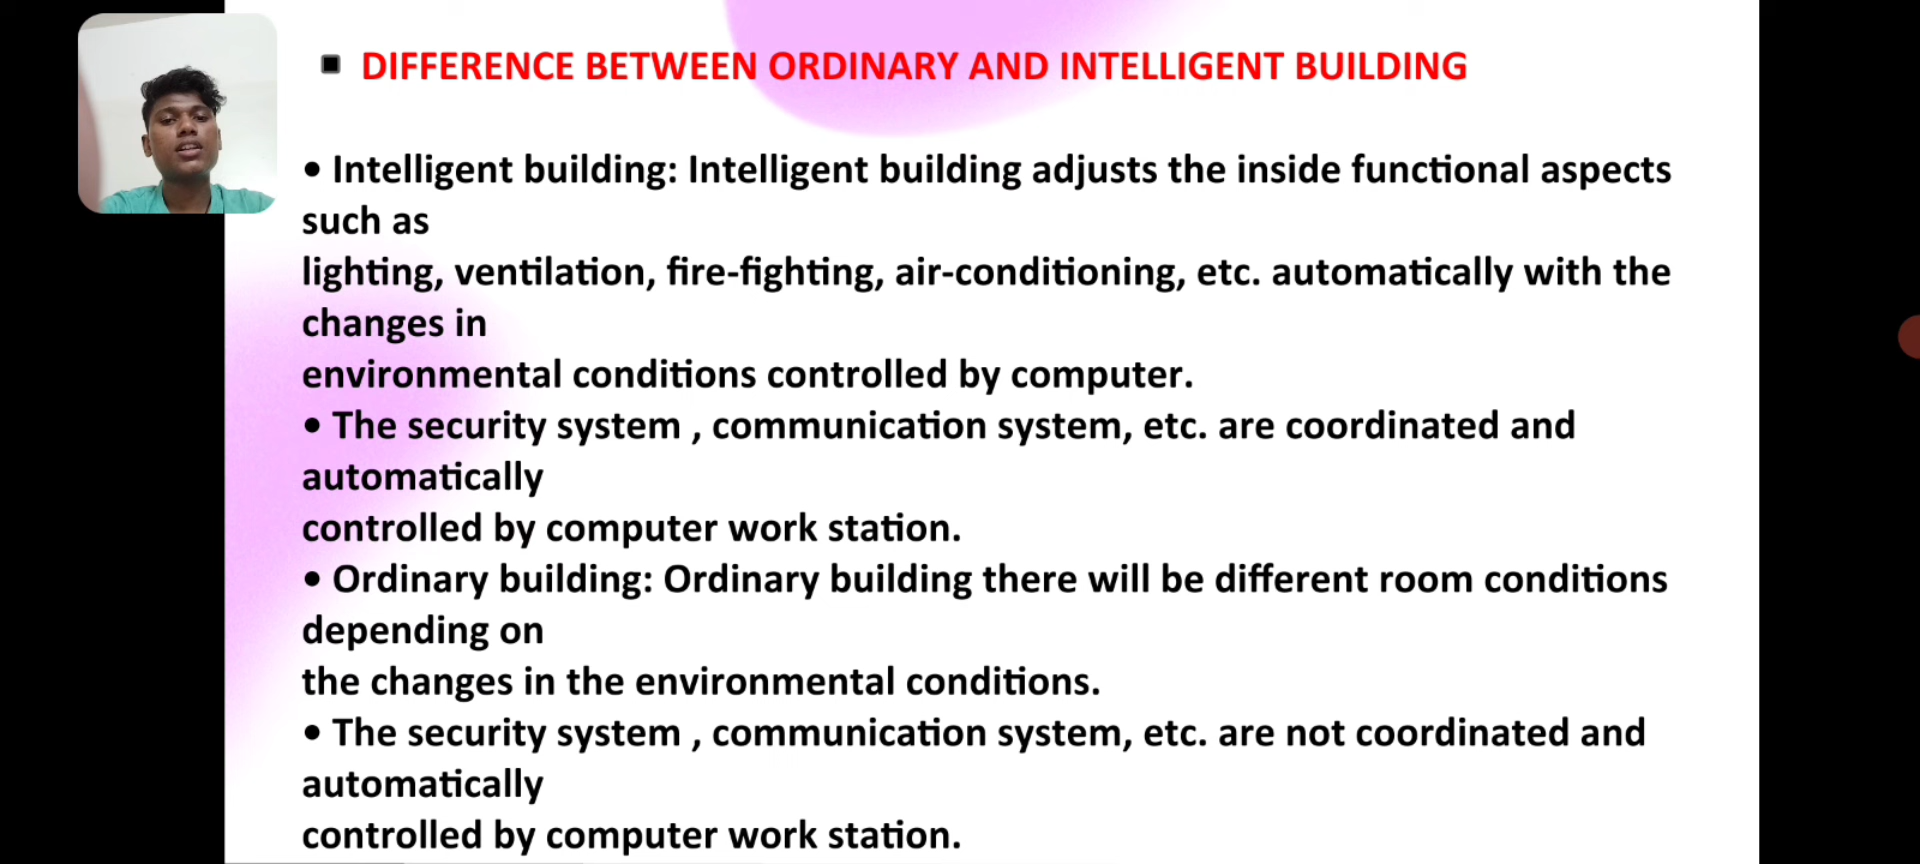 ▪ DIFFERENCE BETWEEN ORDINARY AND INTELLIGENT BUILDING
• Intelligent building: Intelligent building adjusts the inside functional aspects
such as
lighting, ventilation, fire-fighting, air-conditioning, etc. automatically with the
changes in
environmental conditions controlled by computer.
• The security system , communication system, etc. are coordinated and
automatically
controlled by computer work station.
• Ordinary building: Ordinary building there will be different room conditions
depending on
the changes in the environmental conditions.
• The security system , communication system, etc. are not coordinated and
automatically
controlled by computer work station.